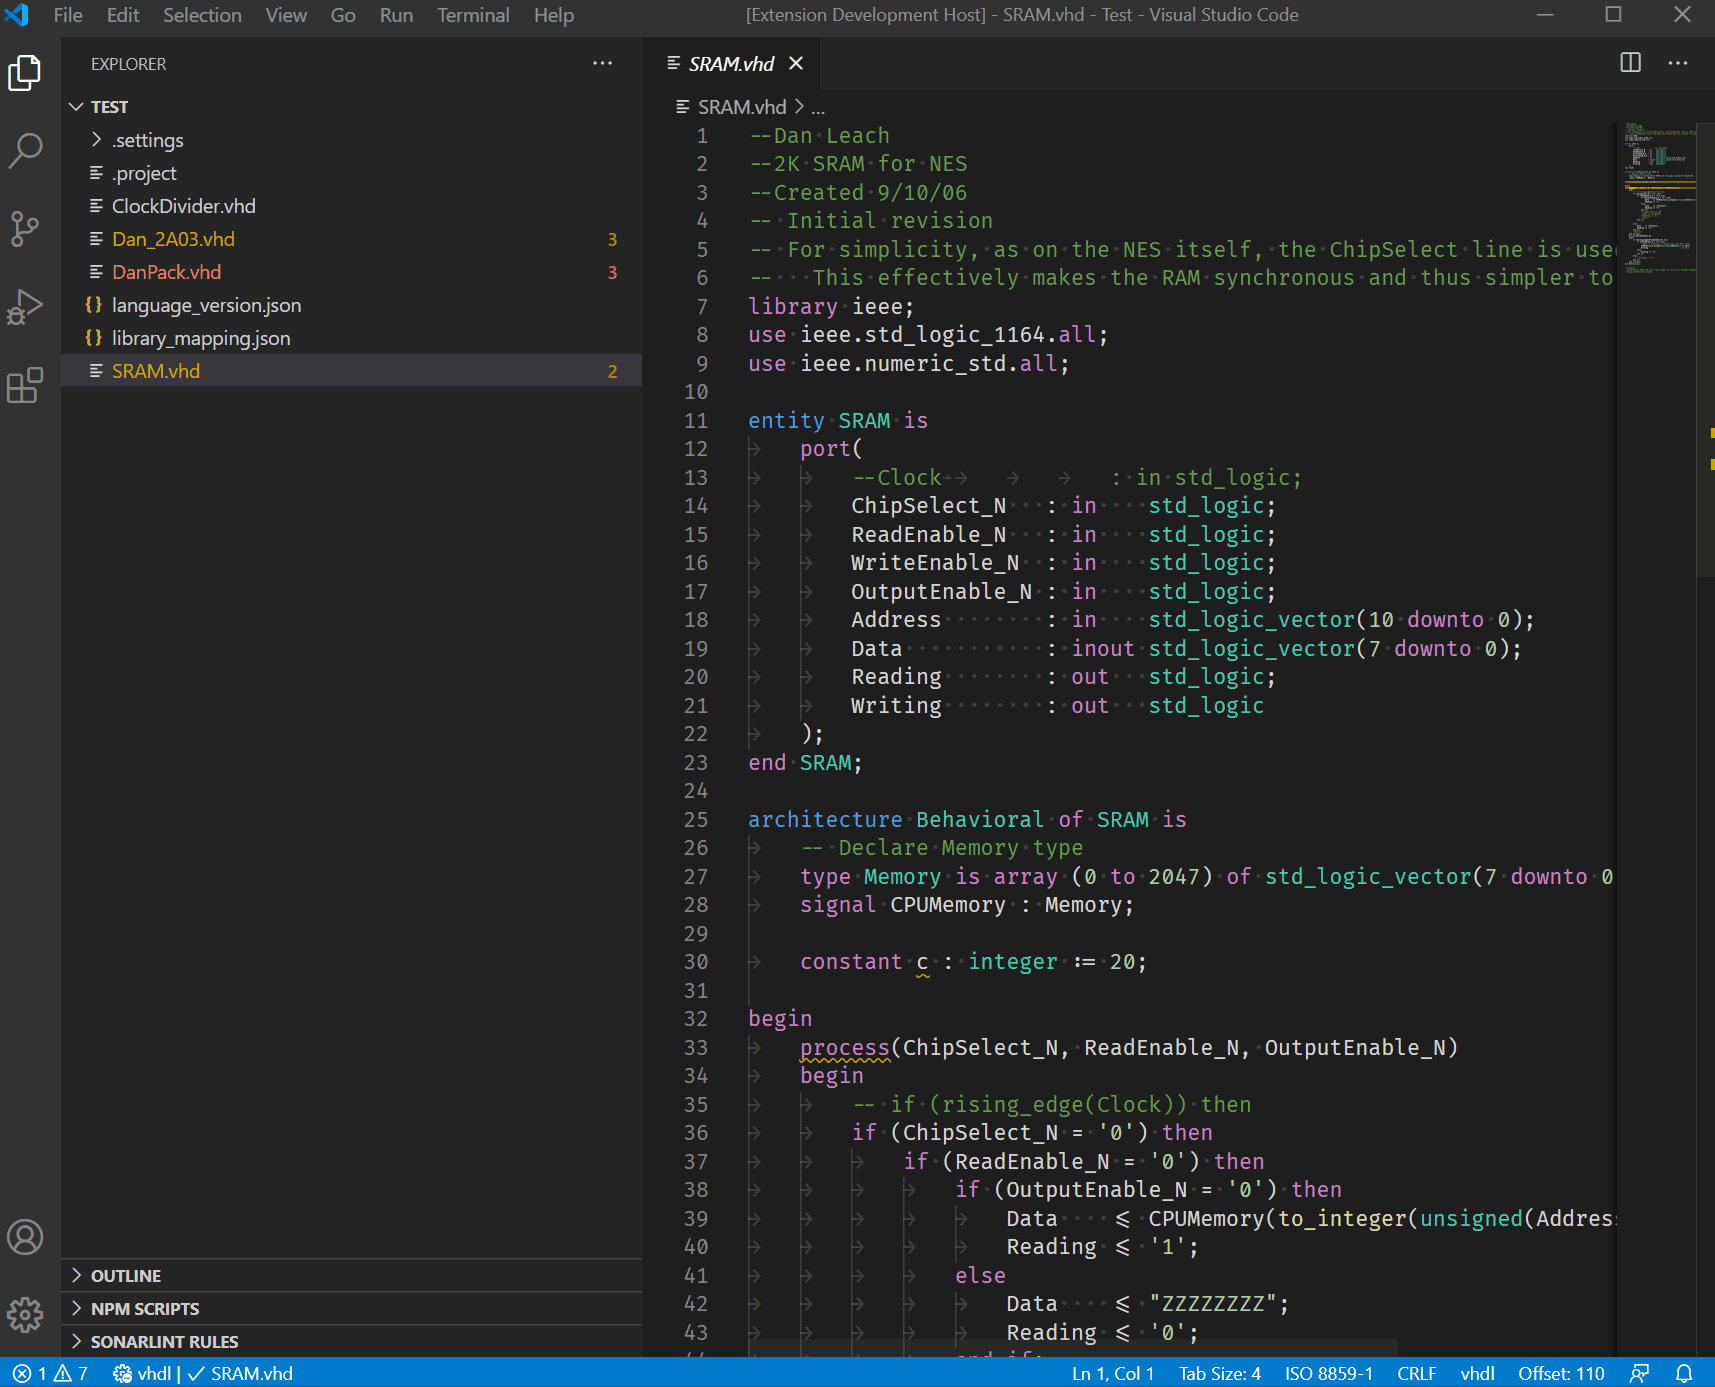 File Edit Selection View Go Run Terminal Help [Extension Development Host] - SRAM.vhd - Test - Visual Studio Code
EXPLORER
TEST
.settings
.project
ClockDivider.vhd
Dan_2A03.vhd 3
DanPack.vhd 3
language_version.json
library_mapping.json
SRAM.vhd 2
OUTLINE
NPM SCRIPTS
SONARLINT RULES
SRAM.vhd
SRAM.vhd > ...
1 --Dan Leach
2 --2K SRAM for NES
3 --Created 9/10/06
4 -- Initial revision
5 -- For simplicity, as on the NES itself, the ChipSelect line is used
6 -- This effectively makes the RAM synchronous and thus simpler to
7 library ieee;
8 use ieee.std_logic_1164.all;
9 use ieee.numeric_std.all;
10
11 entity SRAM is
12 port(
13 --Clock : in std_logic;
14 ChipSelect_N : in std_logic;
15 ReadEnable_N : in std_logic;
16 WriteEnable_N : in std_logic;
17 OutputEnable_N : in std_logic;
18 Address : in std_logic_vector(10 downto 0);
19 Data : inout std_logic_vector(7 downto 0);
20 Reading : out std_logic;
21 Writing : out std_logic
22 );
23 end SRAM;
24
25 architecture Behavioral of SRAM is
26 -- Declare Memory type
27 type Memory is array (0 to 2047) of std_logic_vector(7 downto 0
28 signal CPUMemory : Memory;
29
30 constant c : integer := 20;
31
32 begin
33 process(ChipSelect_N, ReadEnable_N, OutputEnable_N)
34 begin
35 -- if (rising_edge(Clock)) then
36 if (ChipSelect_N = '0') then
37 if (ReadEnable_N = '0') then
38 if (OutputEnable_N = '0') then
39 Data <= CPUMemory(to_integer(unsigned(Addres
40 Reading <= '1';
41 else
42 Data <= "ZZZZZZZZ";
43 Reading <= '0';
44 end if;
1 7 vhdl | ✓ SRAM.vhd Ln 1, Col 1 Tab Size: 4 ISO 8859-1 CRLF vhdl Offset: 110